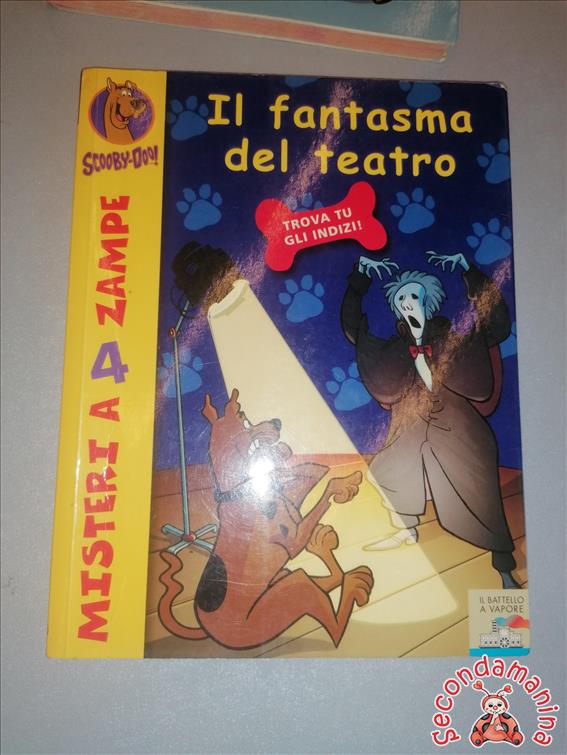 SCOOBY-DOO!
Il fantasma
del teatro
TROVA TU
GLI INDIZI!
MISTERI A 4 ZAMPE
IL BATTELLO
A VAPORE
Secondamanina